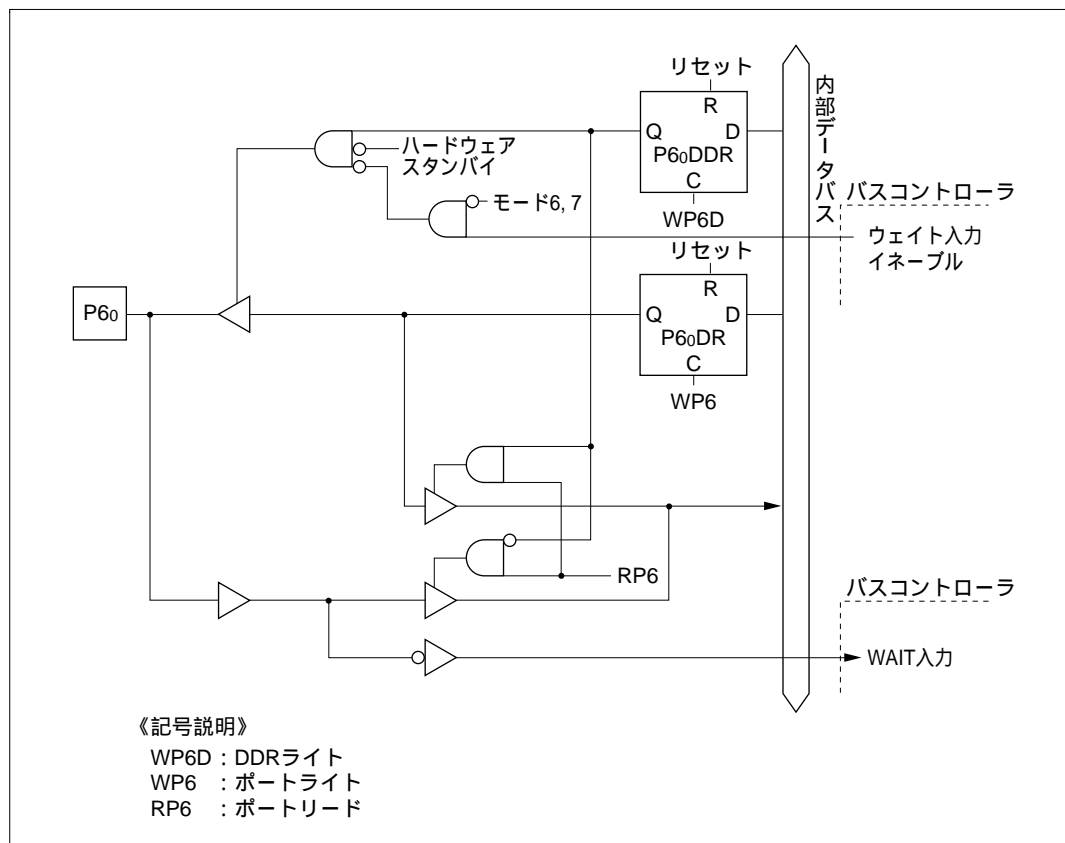 リセット
R
Q D
P6₀DDR
C
WP6D
ハードウェア
スタンバイ
モード6, 7
内部データバス
バスコントローラ
ウェイト入力
イネーブル
リセット
R
Q D
P6₀DR
C
WP6
P6₀
RP6
バスコントローラ
WAIT入力
《記号説明》
WP6D : DDRライト
WP6 : ポートライト
RP6 : ポートリード